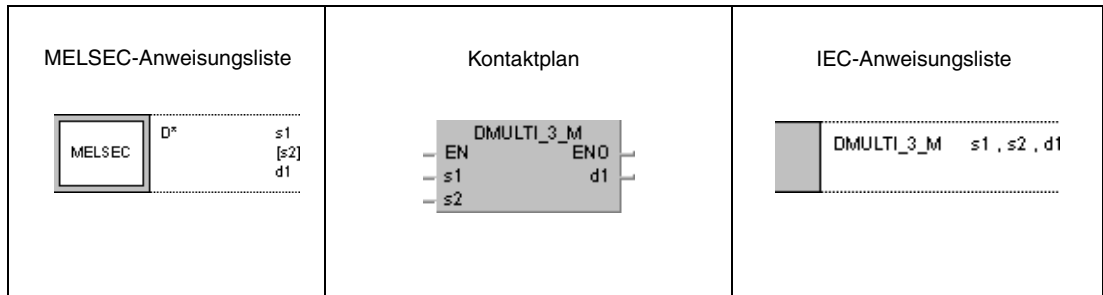 MELSEC-Anweisungsliste
MELSEC
D* s1
[s2]
d1
Kontaktplan
DMULTI_3_M
EN ENO
s1 d1
s2
IEC-Anweisungsliste
DMULTI_3_M s1 , s2 , d1